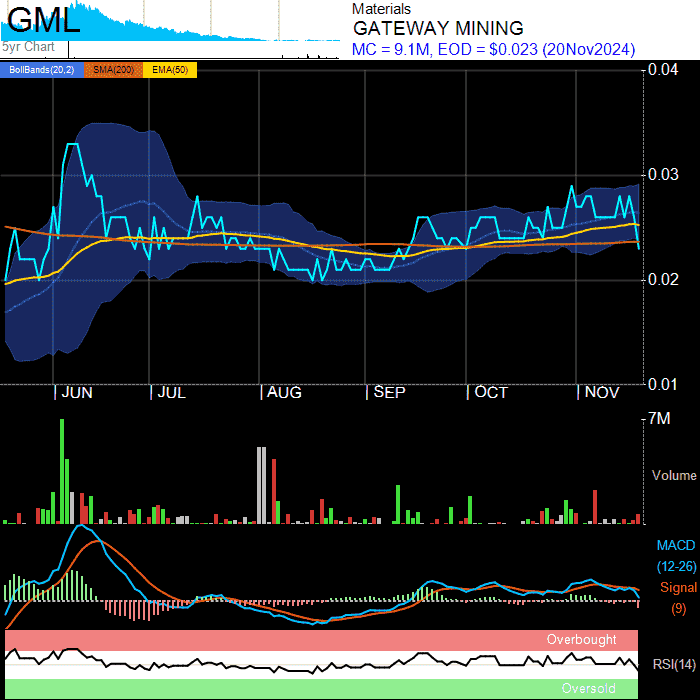 GML
5yr Chart
Materials
GATEWAY MINING
MC = 9.1M, EOD = $0.023 (20Nov2024)
BollBands(20,2) SMA(200) EMA(50)
0.04
0.03
0.02
0.01
JUN JUL AUG SEP OCT NOV
7M
Volume
MACD
(12-26)
Signal
(9)
Overbought
RSI(14)
Oversold